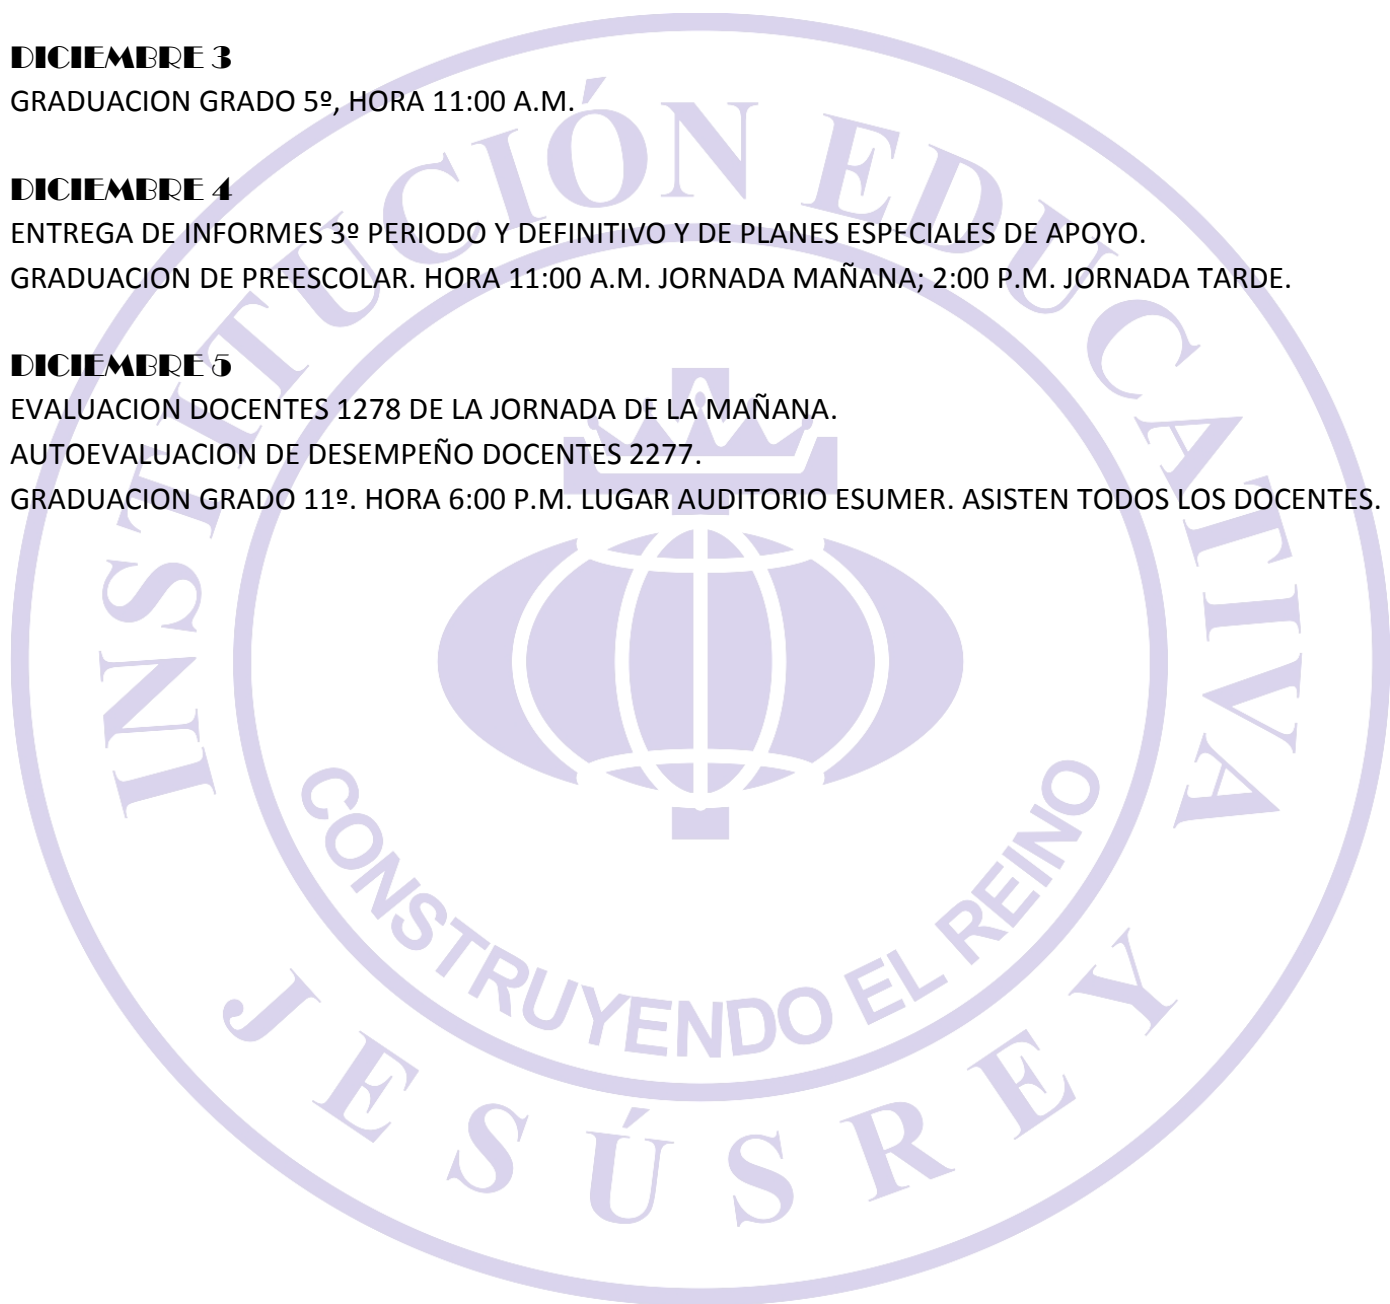 DICIEMBRE 3
GRADUACION GRADO 5º, HORA 11:00 A.M.
DICIEMBRE 4
ENTREGA DE INFORMES 3º PERIODO Y DEFINITIVO Y DE PLANES ESPECIALES DE APOYO.
GRADUACION DE PREESCOLAR. HORA 11:00 A.M. JORNADA MAÑANA; 2:00 P.M. JORNADA TARDE.
DICIEMBRE 5
EVALUACION DOCENTES 1278 DE LA JORNADA DE LA MAÑANA.
AUTOEVALUACION DE DESEMPEÑO DOCENTES 2277.
GRADUACION GRADO 11º. HORA 6:00 P.M. LUGAR AUDITORIO ESUMER. ASISTEN TODOS LOS DOCENTES.
INSTITUCIÓN EDUCATIVA
JESÚS REY
CONSTRUYENDO EL REINO